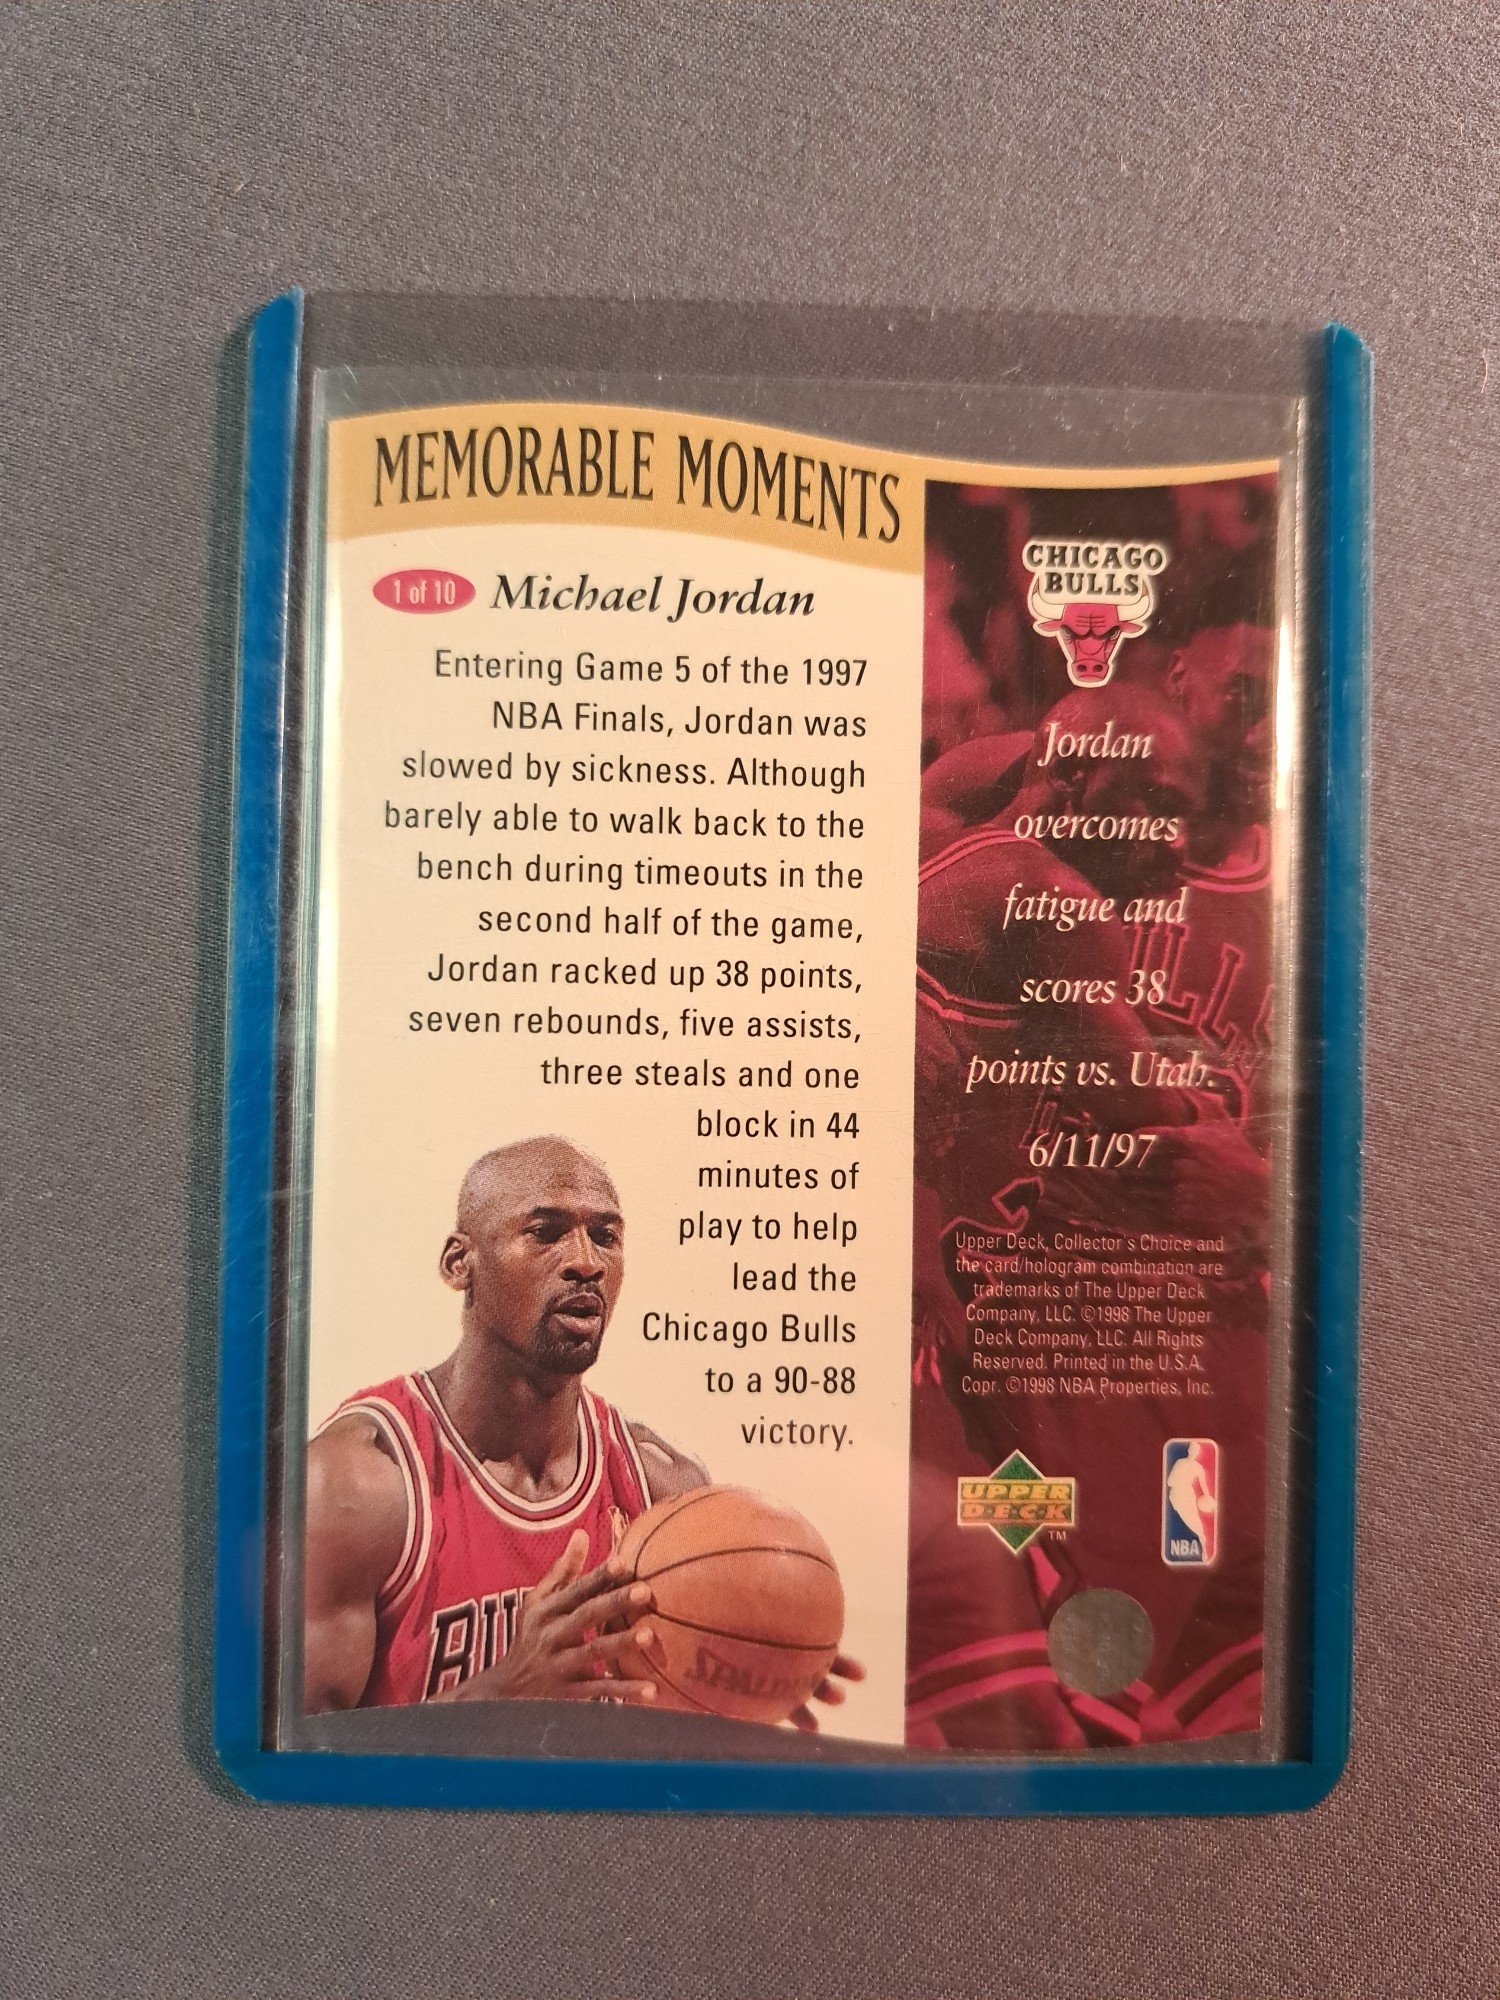 MEMORABLE MOMENTS
1 of 10 Michael Jordan
Entering Game 5 of the 1997
NBA Finals, Jordan was
slowed by sickness. Although
barely able to walk back to the
bench during timeouts in the
second half of the game,
Jordan racked up 38 points,
seven rebounds, five assists,
three steals and one
block in 44
minutes of
play to help
lead the
Chicago Bulls
to a 90-88
victory.
SPALDING
CHICAGO
BULLS
Jordan
overcomes
fatigue and
scores 38
points vs. Utah.
6/11/97
Upper Deck, Collector's Choice and
the card/hologram combination are
trademarks of The Upper Deck
Company, LLC. ©1998 The Upper
Deck Company, LLC. All Rights
Reserved. Printed in the U.S.A.
Copr. ©1998 NBA Properties, Inc.
UPPER
D·E·C·K
TM
NBA